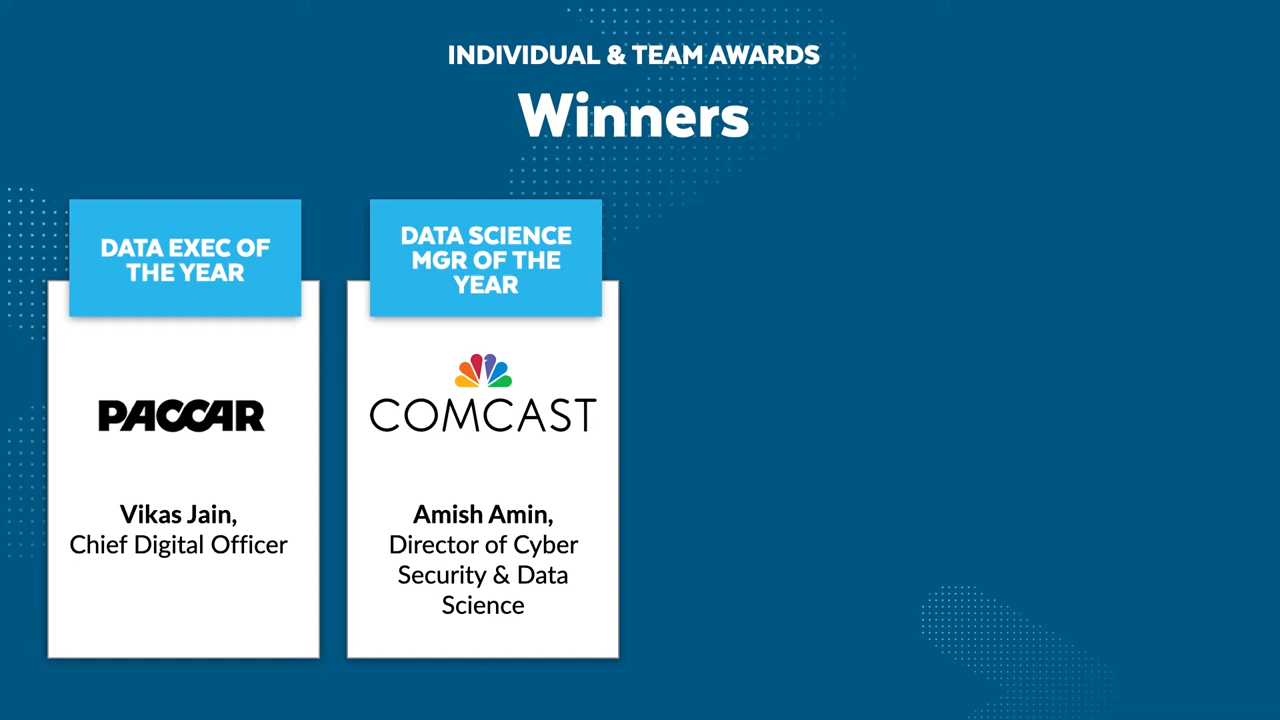 INDIVIDUAL & TEAM AWARDS
Winners
DATA EXEC OF
THE YEAR
PACCAR
Vikas Jain,
Chief Digital Officer
DATA SCIENCE
MGR OF THE
YEAR
COMCAST
Amish Amin,
Director of Cyber
Security & Data
Science